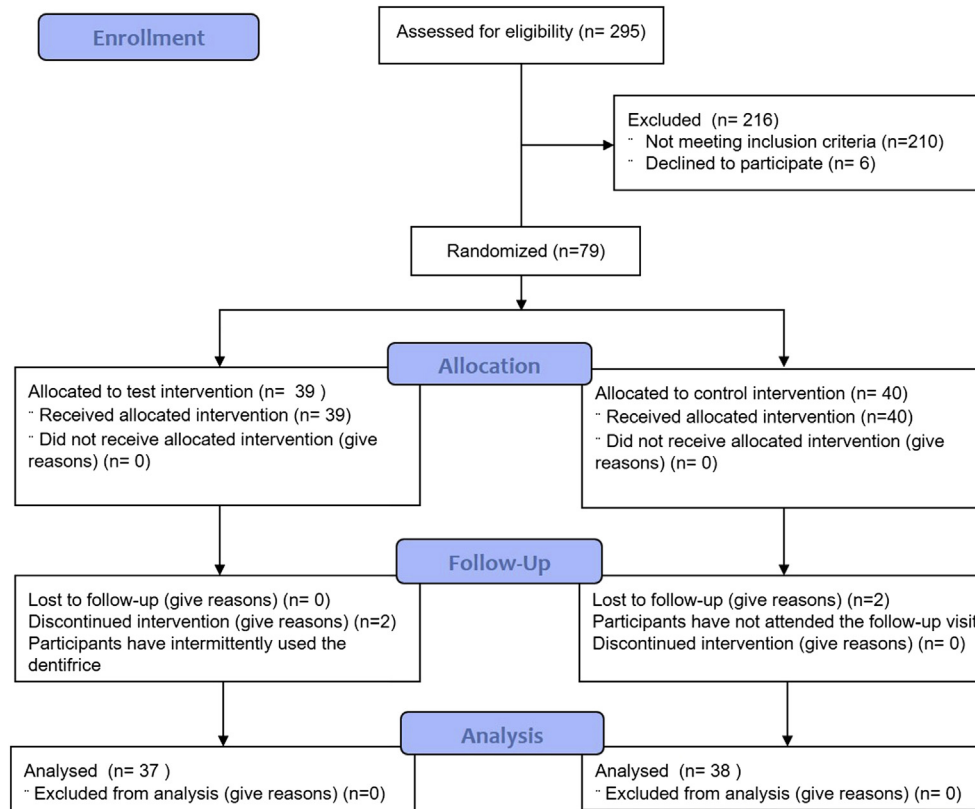 Enrollment
Assessed for eligibility (n= 295)
Excluded (n= 216)
¨ Not meeting inclusion criteria (n=210)
¨ Declined to participate (n= 6)
Randomized (n=79)
Allocation
Allocated to test intervention (n= 39 )
¨ Received allocated intervention (n= 39)
¨ Did not receive allocated intervention (give
reasons) (n= 0)
Allocated to control intervention (n= 40)
¨ Received allocated intervention (n=40)
¨ Did not receive allocated intervention (give
reasons) (n= 0)
Follow-Up
Lost to follow-up (give reasons) (n= 0)
Discontinued intervention (give reasons) (n=2)
Participants have intermittently used the
dentifrice
Lost to follow-up (give reasons) (n=2)
Participants have not attended the follow-up visit
Discontinued intervention (give reasons) (n= 0)
Analysis
Analysed (n= 37 )
¨ Excluded from analysis (give reasons) (n=0)
Analysed (n= 38 )
¨ Excluded from analysis (give reasons) (n= 0)